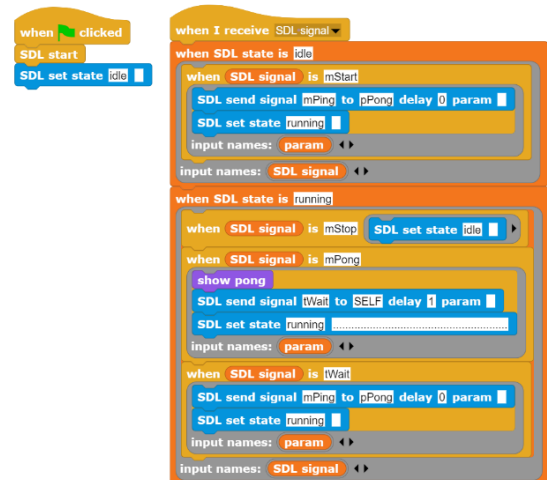 when clicked
SDL start
SDL set state idle
when I receive SDL signal
when SDL state is idle
when SDL signal is mStart
SDL send signal mPing to pPong delay 0 param
SDL set state running
input names: param
input names: SDL signal
when SDL state is running
when SDL signal is mStop SDL set state idle
when SDL signal is mPong
show pong
SDL send signal tWait to SELF delay 1 param
SDL set state running ......................................................
input names: param
when SDL signal is tWait
SDL send signal mPing to pPong delay 0 param
SDL set state running
input names: param
input names: SDL signal